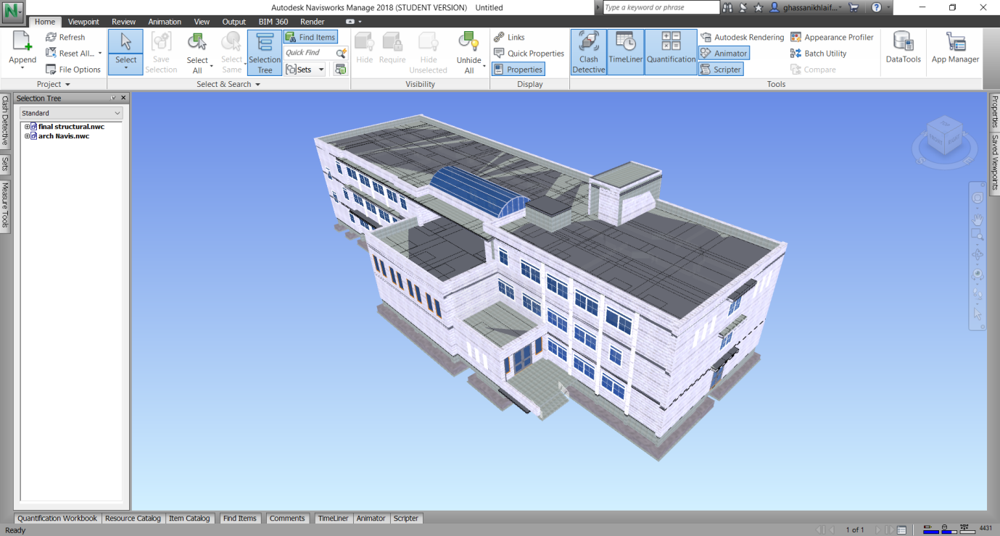 Autodesk Navisworks Manage 2018 (STUDENT VERSION) Untitled
Type a keyword or phrase
ghassanikhlaif...
Home Viewpoint Review Animation View Output BIM 360 Render
Append
Refresh
Reset All...
File Options
Project
Select
Save Selection
Select All
Select Same
Selection Tree
Find Items
Quick Find
Sets
Select & Search
Hide
Require
Hide Unselected
Unhide All
Visibility
Links
Quick Properties
Properties
Display
Clash Detective
TimeLiner
Quantification
Autodesk Rendering
Animator
Scripter
Appearance Profiler
Batch Utility
Compare
DataTools
App Manager
Tools
Clash Detective
Sets
Measure Tools
Selection Tree
Standard
final structural.nwc
arch Navis.nwc
Properties
Saved Viewpoints
Quantification Workbook Resource Catalog Item Catalog Find Items Comments TimeLiner Animator Scripter
Ready
1 of 1
4431